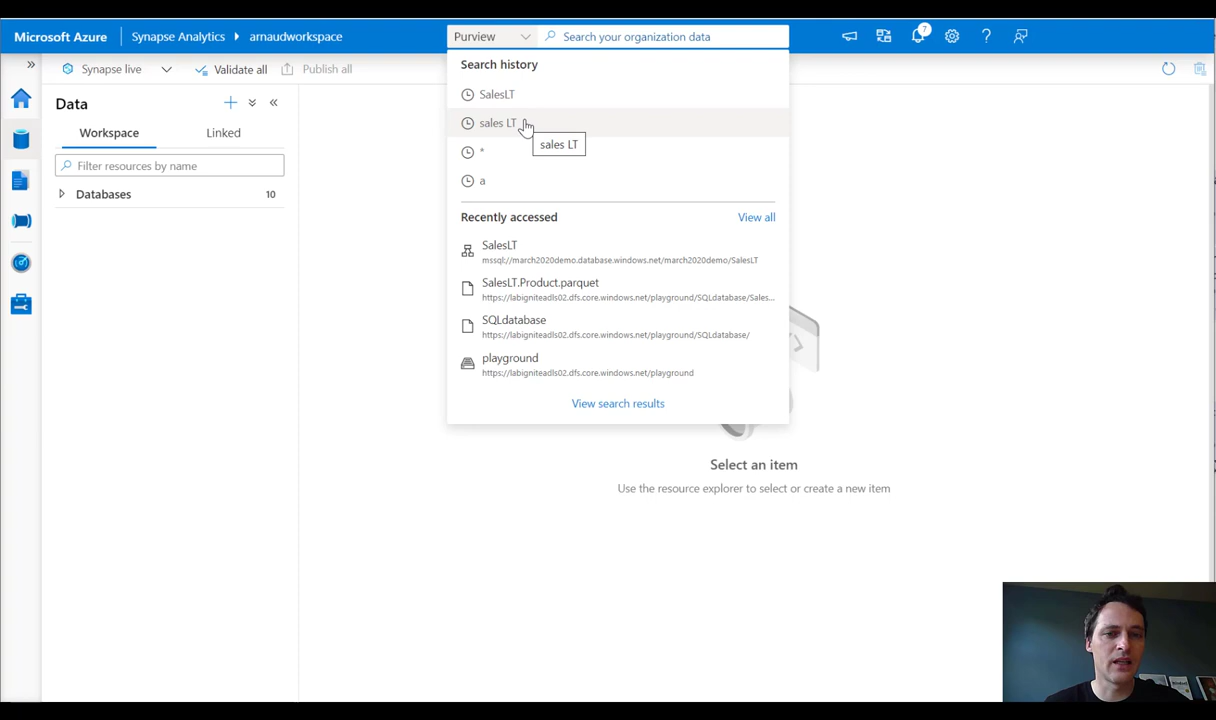 Microsoft Azure
Synapse Analytics
arnaudworkspace
Purview
Search your organization data
7
?
»
Synapse live
Validate all
Publish all
Data
Workspace
Linked
Filter resources by name
Databases
10
Search history
SalesLT
sales LT
sales LT
*
a
Recently accessed
View all
SalesLT
mssql://march2020demo.database.windows.net/march2020demo/SalesLT
SalesLT.Product.parquet
https://labigniteadls02.dfs.core.windows.net/playground/SQLdatabase/Sales...
SQLdatabase
https://labigniteadls02.dfs.core.windows.net/playground/SQLdatabase/
playground
https://labigniteadls02.dfs.core.windows.net/playground
View search results
Select an item
Use the resource explorer to select or create a new item